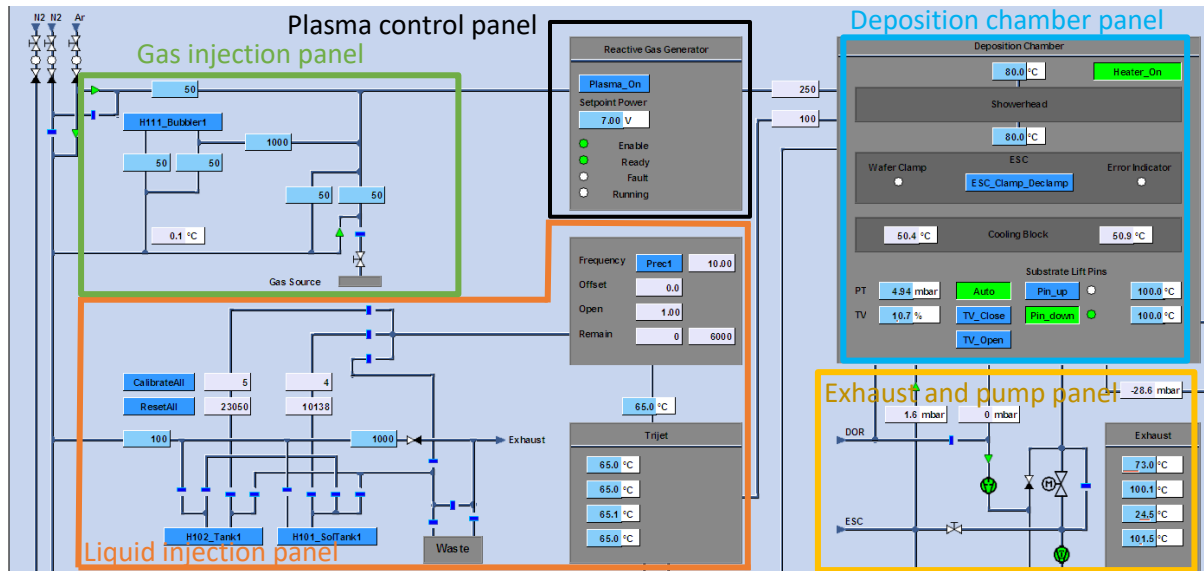 N2 N2 Ar
Plasma control panel
Deposition chamber panel
Gas injection panel
50
H111_Bubbler1
1000
50 50
50 50
0.1 °C
Gas Source
Reactive Gas Generator
Plasma_On
Setpoint Power
7.00 V
Enable
Ready
Fault
Running
250
100
Deposition Chamber
80.0 °C Heater_On
Showerhead
80.0 °C
ESC
Wafer Clamp Error Indicator
ESC_Clamp_Declamp
50.4 °C Cooling Block 50.9 °C
Substrate Lift Pins
PT 4.94 mbar Auto Pin_up 100.0 °C
TV 10.7 % TV_Close Pin_down 100.0 °C
TV_Open
Frequency Prec1 10.00
Offset 0.0
Open 1.00
Remain 0 6000
CalibrateAll 5 4
ResetAll 23050 10138
100 1000 Exhaust
H102_Tank1 H101_SolTank1
Waste
Liquid injection panel
65.0 °C
Trijet
65.0 °C
65.0 °C
65.1 °C
65.0 °C
Exhaust and pump panel
-28.6 mbar
1.6 mbar 0 mbar
DOR
M
ESC
Exhaust
73.0 °C
100.1 °C
24.5 °C
101.5 °C